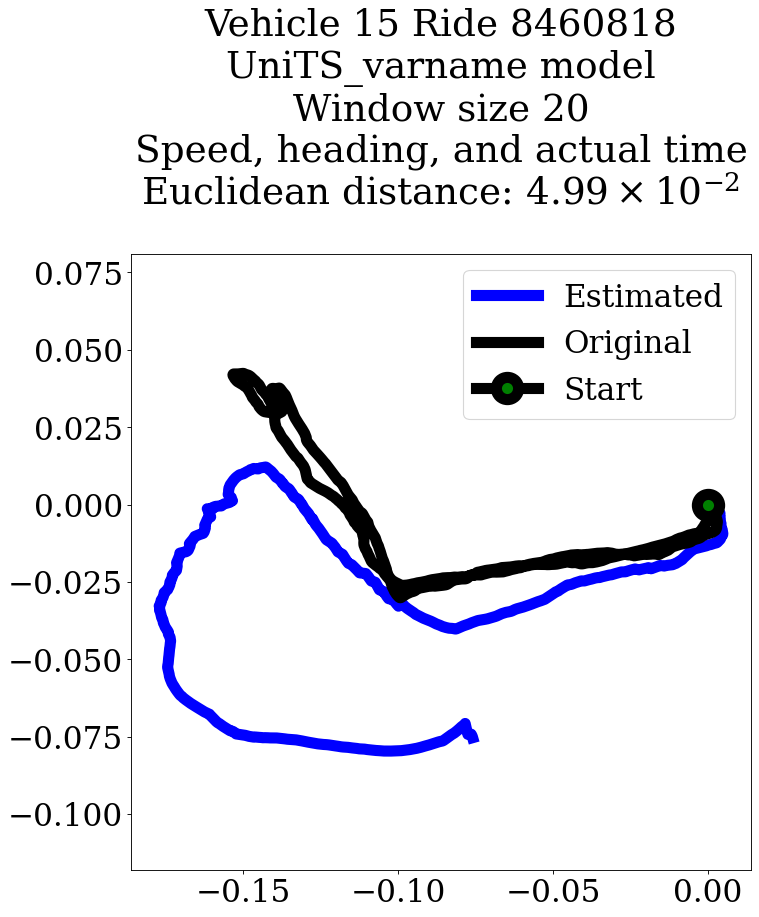 Vehicle 15 Ride 8460818
UniTS_varname model
Window size 20
Speed, heading, and actual time
Euclidean distance: 4.99 × 10⁻²
Estimated
Original
Start
0.075
0.050
0.025
0.000
−0.025
−0.050
−0.075
−0.100
−0.15 −0.10 −0.05 0.00